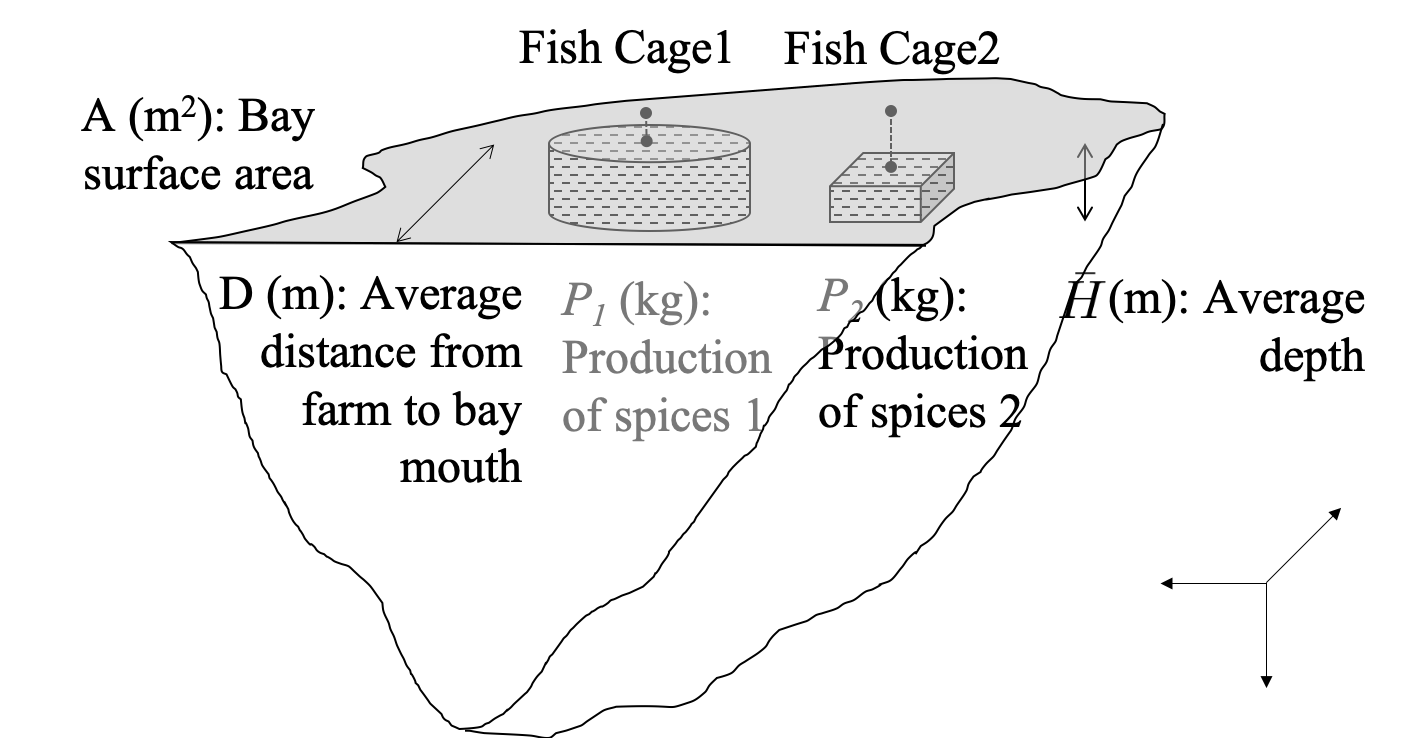 Fish Cage1 Fish Cage2
A (m²): Bay
surface area
D (m): Average
distance from
farm to bay
mouth
P₁ (kg):
Production
of spices 1
P₂ (kg):
Production
of spices 2
H̄ (m): Average
depth